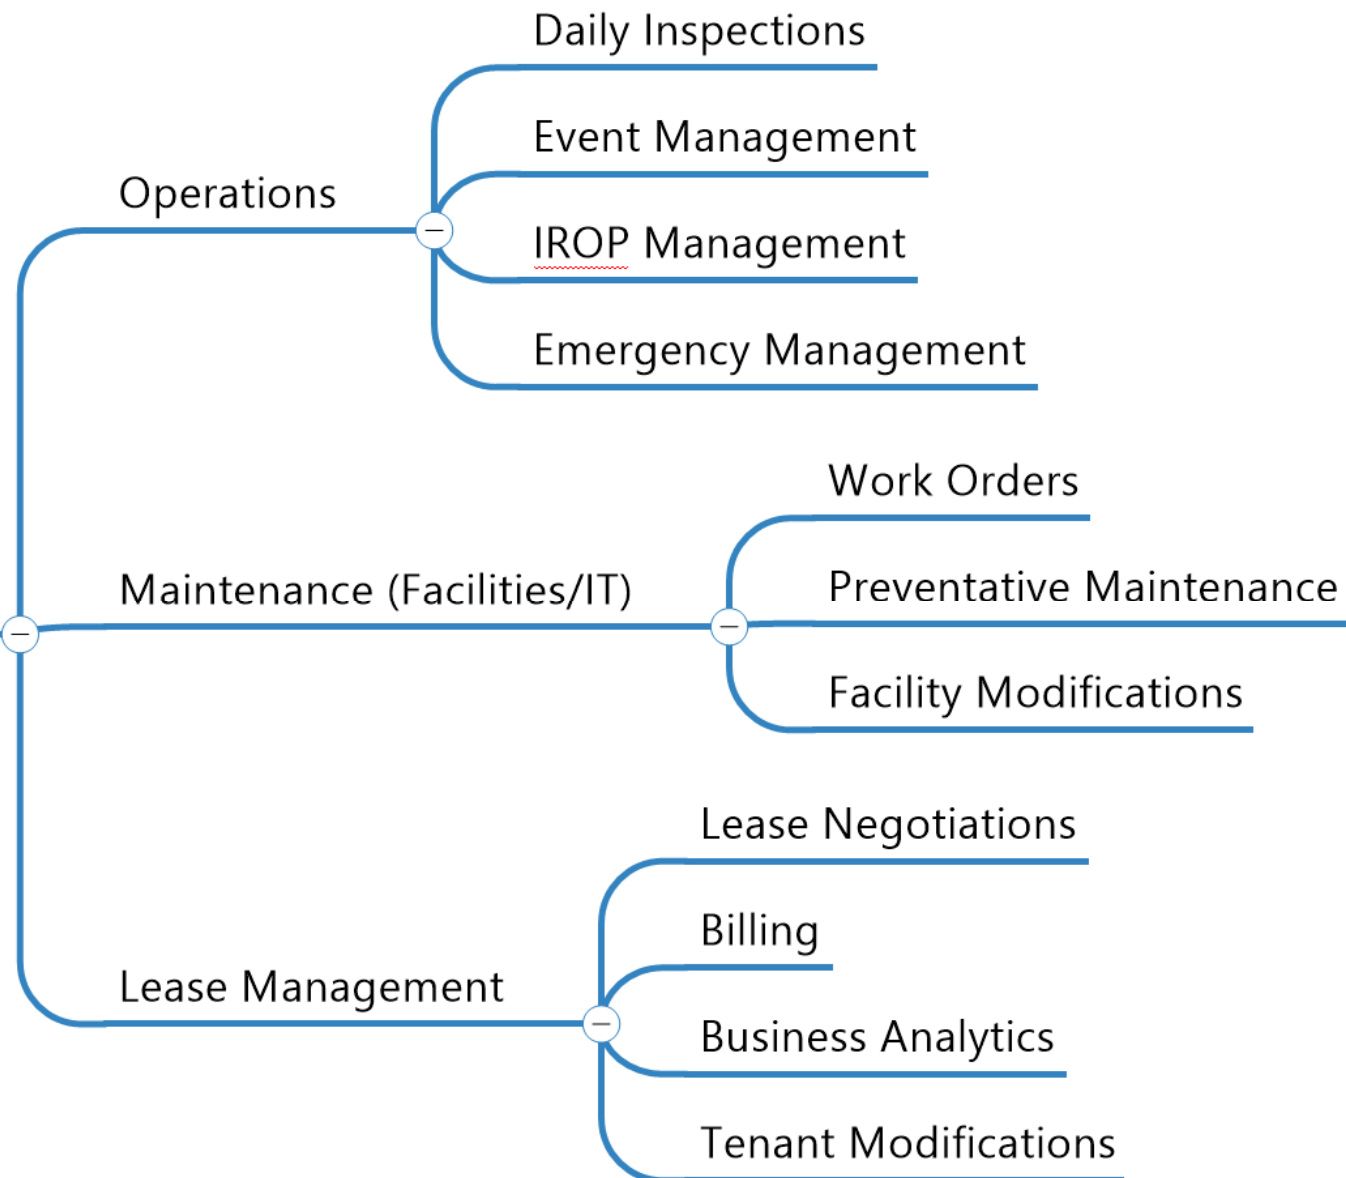 Operations
Daily Inspections
Event Management
IROP Management
Emergency Management
Maintenance (Facilities/IT)
Work Orders
Preventative Maintenance
Facility Modifications
Lease Management
Lease Negotiations
Billing
Business Analytics
Tenant Modifications